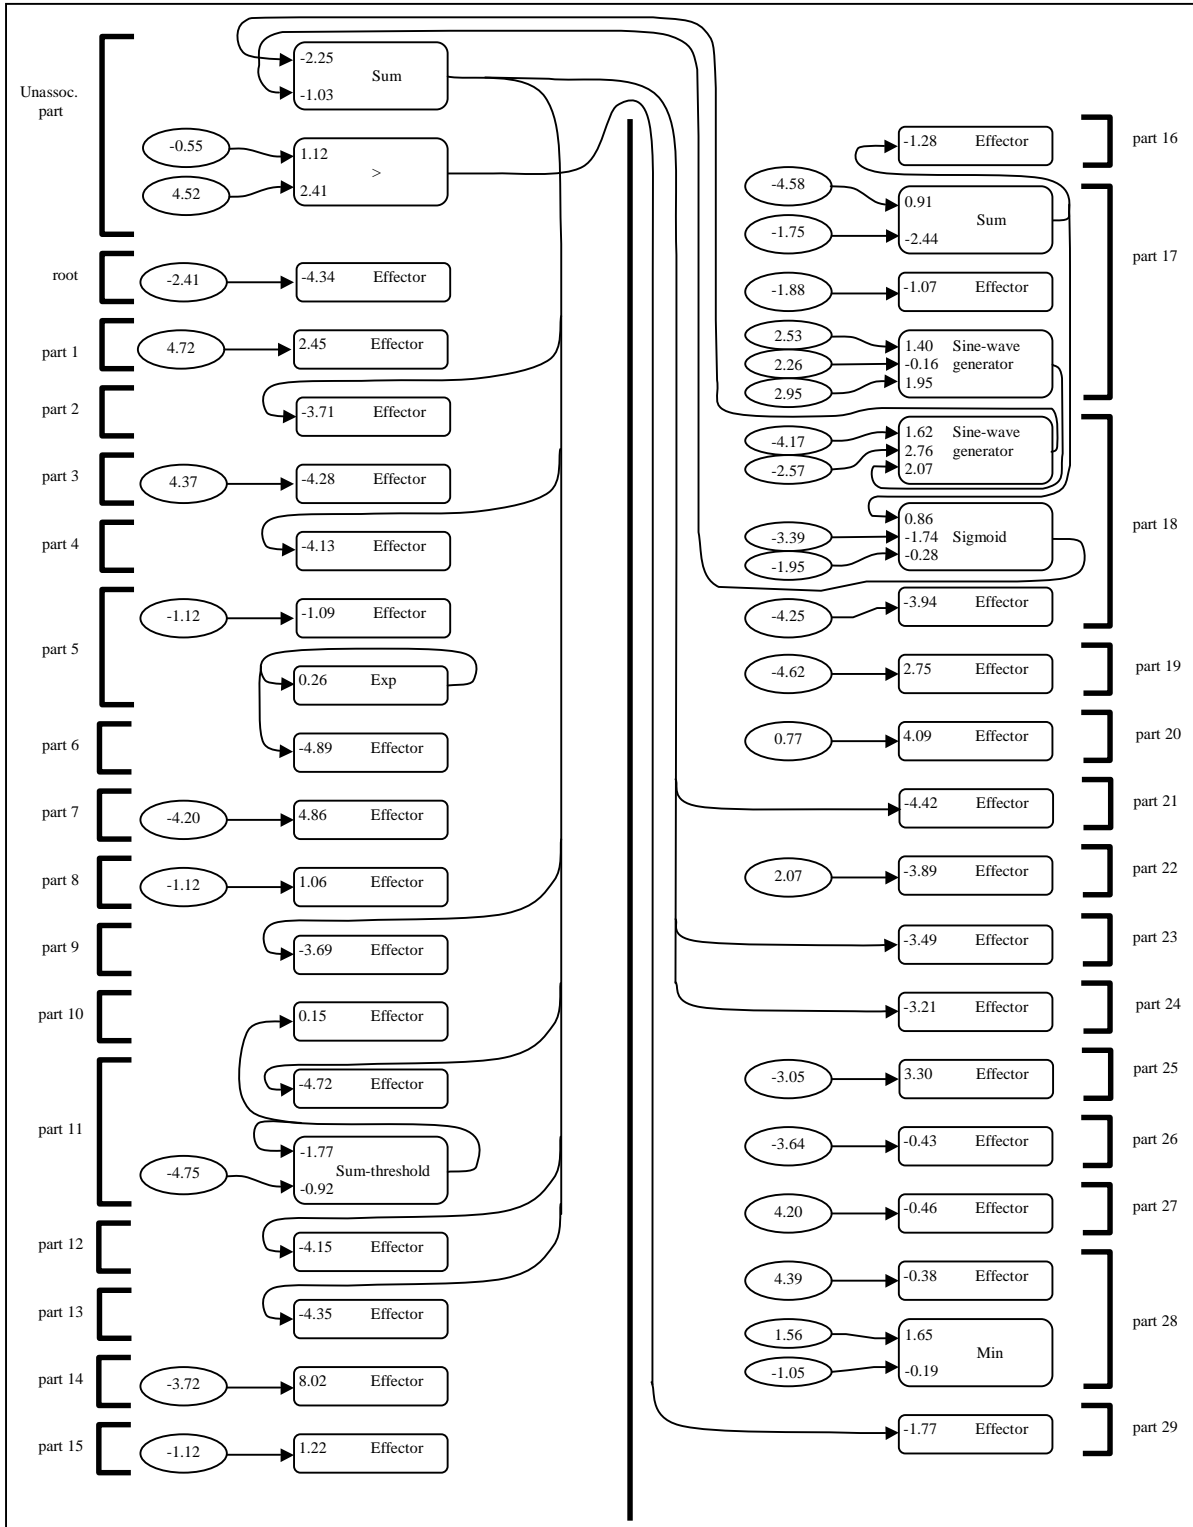 Unassoc.
part
-2.25
Sum
-1.03
-0.55
1.12
>
4.52
2.41
root
-2.41
-4.34 Effector
part 1
4.72
2.45 Effector
part 2
-3.71 Effector
part 3
4.37
-4.28 Effector
part 4
-4.13 Effector
part 5
-1.12
-1.09 Effector
0.26 Exp
part 6
-4.89 Effector
part 7
-4.20
4.86 Effector
part 8
-1.12
1.06 Effector
part 9
-3.69 Effector
part 10
0.15 Effector
part 11
-4.72 Effector
-1.77
Sum-threshold
-4.75
-0.92
part 12
-4.15 Effector
part 13
-4.35 Effector
part 14
-3.72
8.02 Effector
part 15
-1.12
1.22 Effector
-1.28 Effector
part 16
-4.58
0.91
Sum
-1.75
-2.44
part 17
-1.88
-1.07 Effector
2.53
1.40 Sine-wave
2.26
-0.16 generator
2.95
1.95
-4.17
1.62 Sine-wave
2.76 generator
-2.57
2.07
part 18
0.86
-3.39
-1.74 Sigmoid
-1.95
-0.28
-4.25
-3.94 Effector
-4.62
2.75 Effector
part 19
0.77
4.09 Effector
part 20
-4.42 Effector
part 21
2.07
-3.89 Effector
part 22
-3.49 Effector
part 23
-3.21 Effector
part 24
-3.05
3.30 Effector
part 25
-3.64
-0.43 Effector
part 26
4.20
-0.46 Effector
part 27
4.39
-0.38 Effector
part 28
1.56
1.65
Min
-1.05
-0.19
-1.77 Effector
part 29